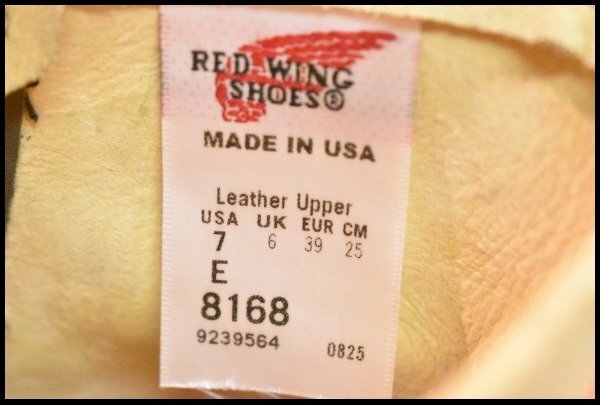 RED WING
SHOES®
MADE IN USA
Leather Upper
USA UK EUR CM
7 6 39 25
E
8168
9239564 0825